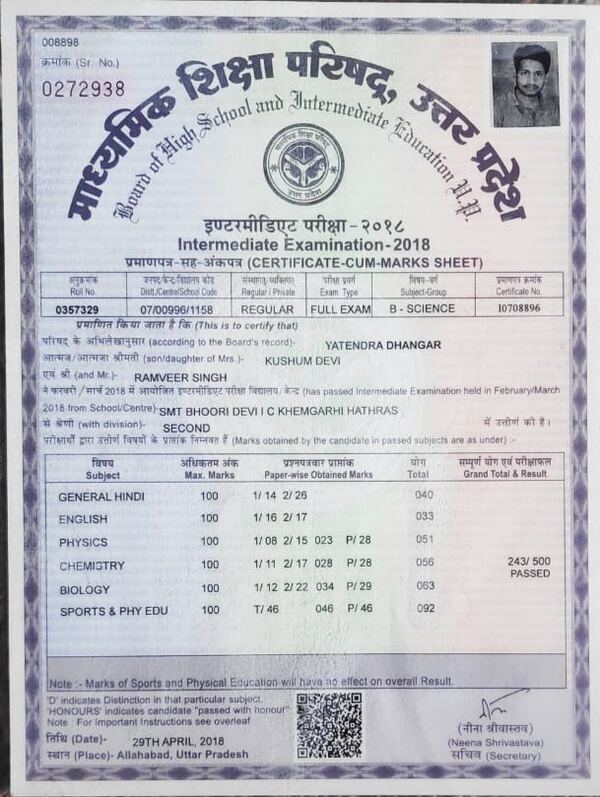 008898
क्रमांक (Sr. No.)
0272938
माध्यमिक शिक्षा परिषद, उत्तर प्रदेश
Board of High School and Intermediate Education U.P.
माध्यमिक शिक्षा परिषद
उत्तर प्रदेश
इण्टरमीडिएट परीक्षा-२०१८
Intermediate Examination-2018
प्रमाणपत्र-सह-अंकपत्र (CERTIFICATE-CUM-MARKS SHEET)
अनुक्रमांक जनपद/केन्द्र/विद्यालय कोड संस्थागत/व्यक्तिगत परीक्षा प्रवर्ग विषय-वर्ग प्रमाणपत्र क्रमांक
Roll No. Distt./Centre/School Code Regular / Private Exam. Type Subject-Group Certificate No.
0357329 07/00996/1158 REGULAR FULL EXAM B - SCIENCE 10708896
प्रमाणित किया जाता है कि (This is to certify that)
परिषद के अभिलेखानुसार (according to the Board's record)- YATENDRA DHANGAR
आत्मज/आत्मजा श्रीमती (son/daughter of Mrs.)- KUSHUM DEVI
एवं श्री (and Mr.)- RAMVEER SINGH
ने फरवरी/मार्च 2018 में आयोजित इण्टरमीडिएट परीक्षा विद्यालय/केन्द्र (has passed Intermediate Examination held in February/March
2018 from School/Centre)- SMT BHOORI DEVI I C KHEMGARHI HATHRAS
से श्रेणी (with division)- SECOND में उत्तीर्ण की है।
परीक्षार्थी द्वारा उत्तीर्ण विषयों के प्राप्तांक निम्नवत हैं (Marks obtained by the candidate in passed subjects are as under) :-
विषय अधिकतम अंक प्रश्नपत्रवार प्राप्तांक योग सम्पूर्ण योग एवं परीक्षाफल
Subject Max. Marks Paper-wise Obtained Marks Total Grand Total & Result
GENERAL HINDI 100 1/ 14 2/ 26 040
ENGLISH 100 1/ 16 2/ 17 033
PHYSICS 100 1/ 08 2/ 15 023 P/ 28 051
CHEMISTRY 100 1/ 11 2/ 17 028 P/ 28 056 243/ 500
PASSED
BIOLOGY 100 1/ 12 2/ 22 034 P/ 29 063
SPORTS & PHY EDU 100 T/ 46 046 P/ 46 092
Note :- Marks of Sports and Physical Education will have no effect on overall Result.
'D' indicates Distinction in that particular subject.
'HONOURS' indicates candidate "passed with honour"
Note : For Important Instructions see overleaf
तिथि (Date)- 29TH APRIL, 2018
स्थान (Place)- Allahabad, Uttar Pradesh
(नीना श्रीवास्तव)
(Neena Shrivastava)
सचिव (Secretary)